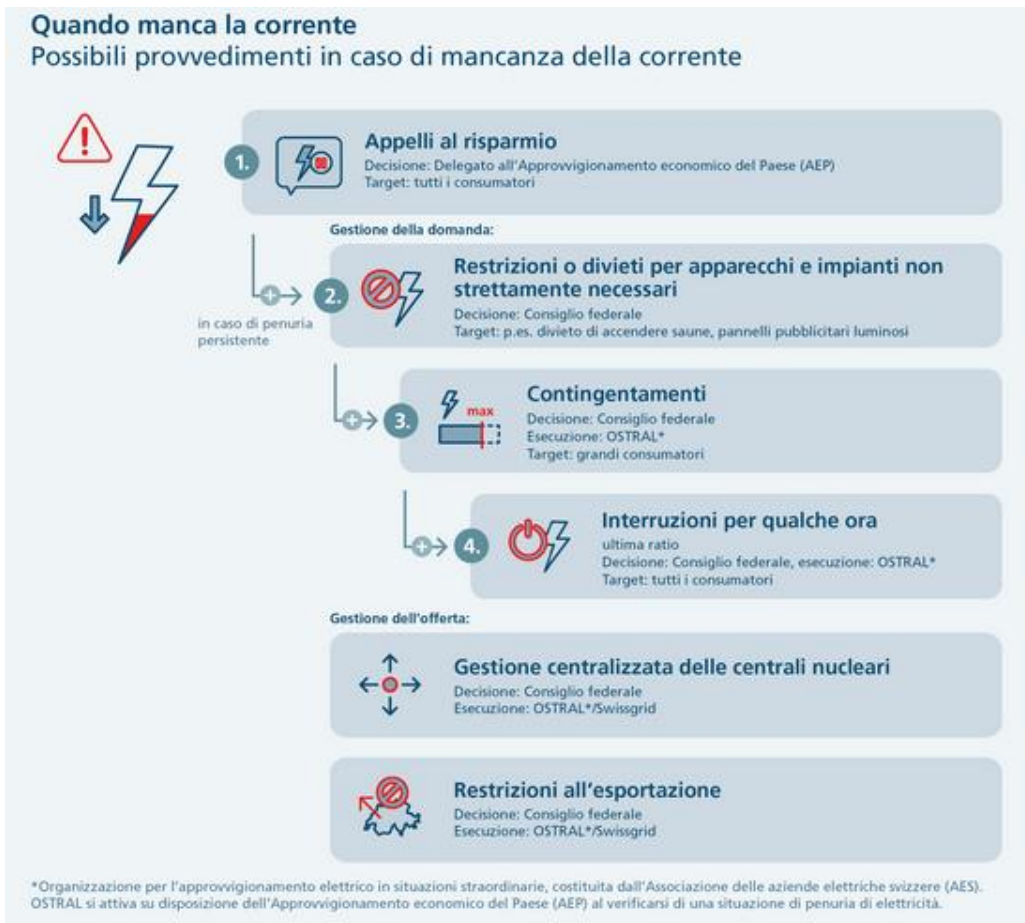 Quando manca la corrente
Possibili provvedimenti in caso di mancanza della corrente
1.
Appelli al risparmio
Decisione: Delegato all'Approvvigionamento economico del Paese (AEP)
Target: tutti i consumatori
Gestione della domanda:
in caso di penuria
persistente
2.
Restrizioni o divieti per apparecchi e impianti non
strettamente necessari
Decisione: Consiglio federale
Target: p.es. divieto di accendere saune, pannelli pubblicitari luminosi
3.
max
Contingentamenti
Decisione: Consiglio federale
Esecuzione: OSTRAL*
Target: grandi consumatori
4.
Interruzioni per qualche ora
ultima ratio
Decisione: Consiglio federale, esecuzione: OSTRAL*
Target: tutti i consumatori
Gestione dell'offerta:
Gestione centralizzata delle centrali nucleari
Decisione: Consiglio federale
Esecuzione: OSTRAL*/Swissgrid
Restrizioni all'esportazione
Decisione: Consiglio federale
Esecuzione: OSTRAL*/Swissgrid
*Organizzazione per l'approvvigionamento elettrico in situazioni straordinarie, costituita dall'Associazione delle aziende elettriche svizzere (AES).
OSTRAL si attiva su disposizione dell'Approvvigionamento economico del Paese (AEP) al verificarsi di una situazione di penuria di elettricità.